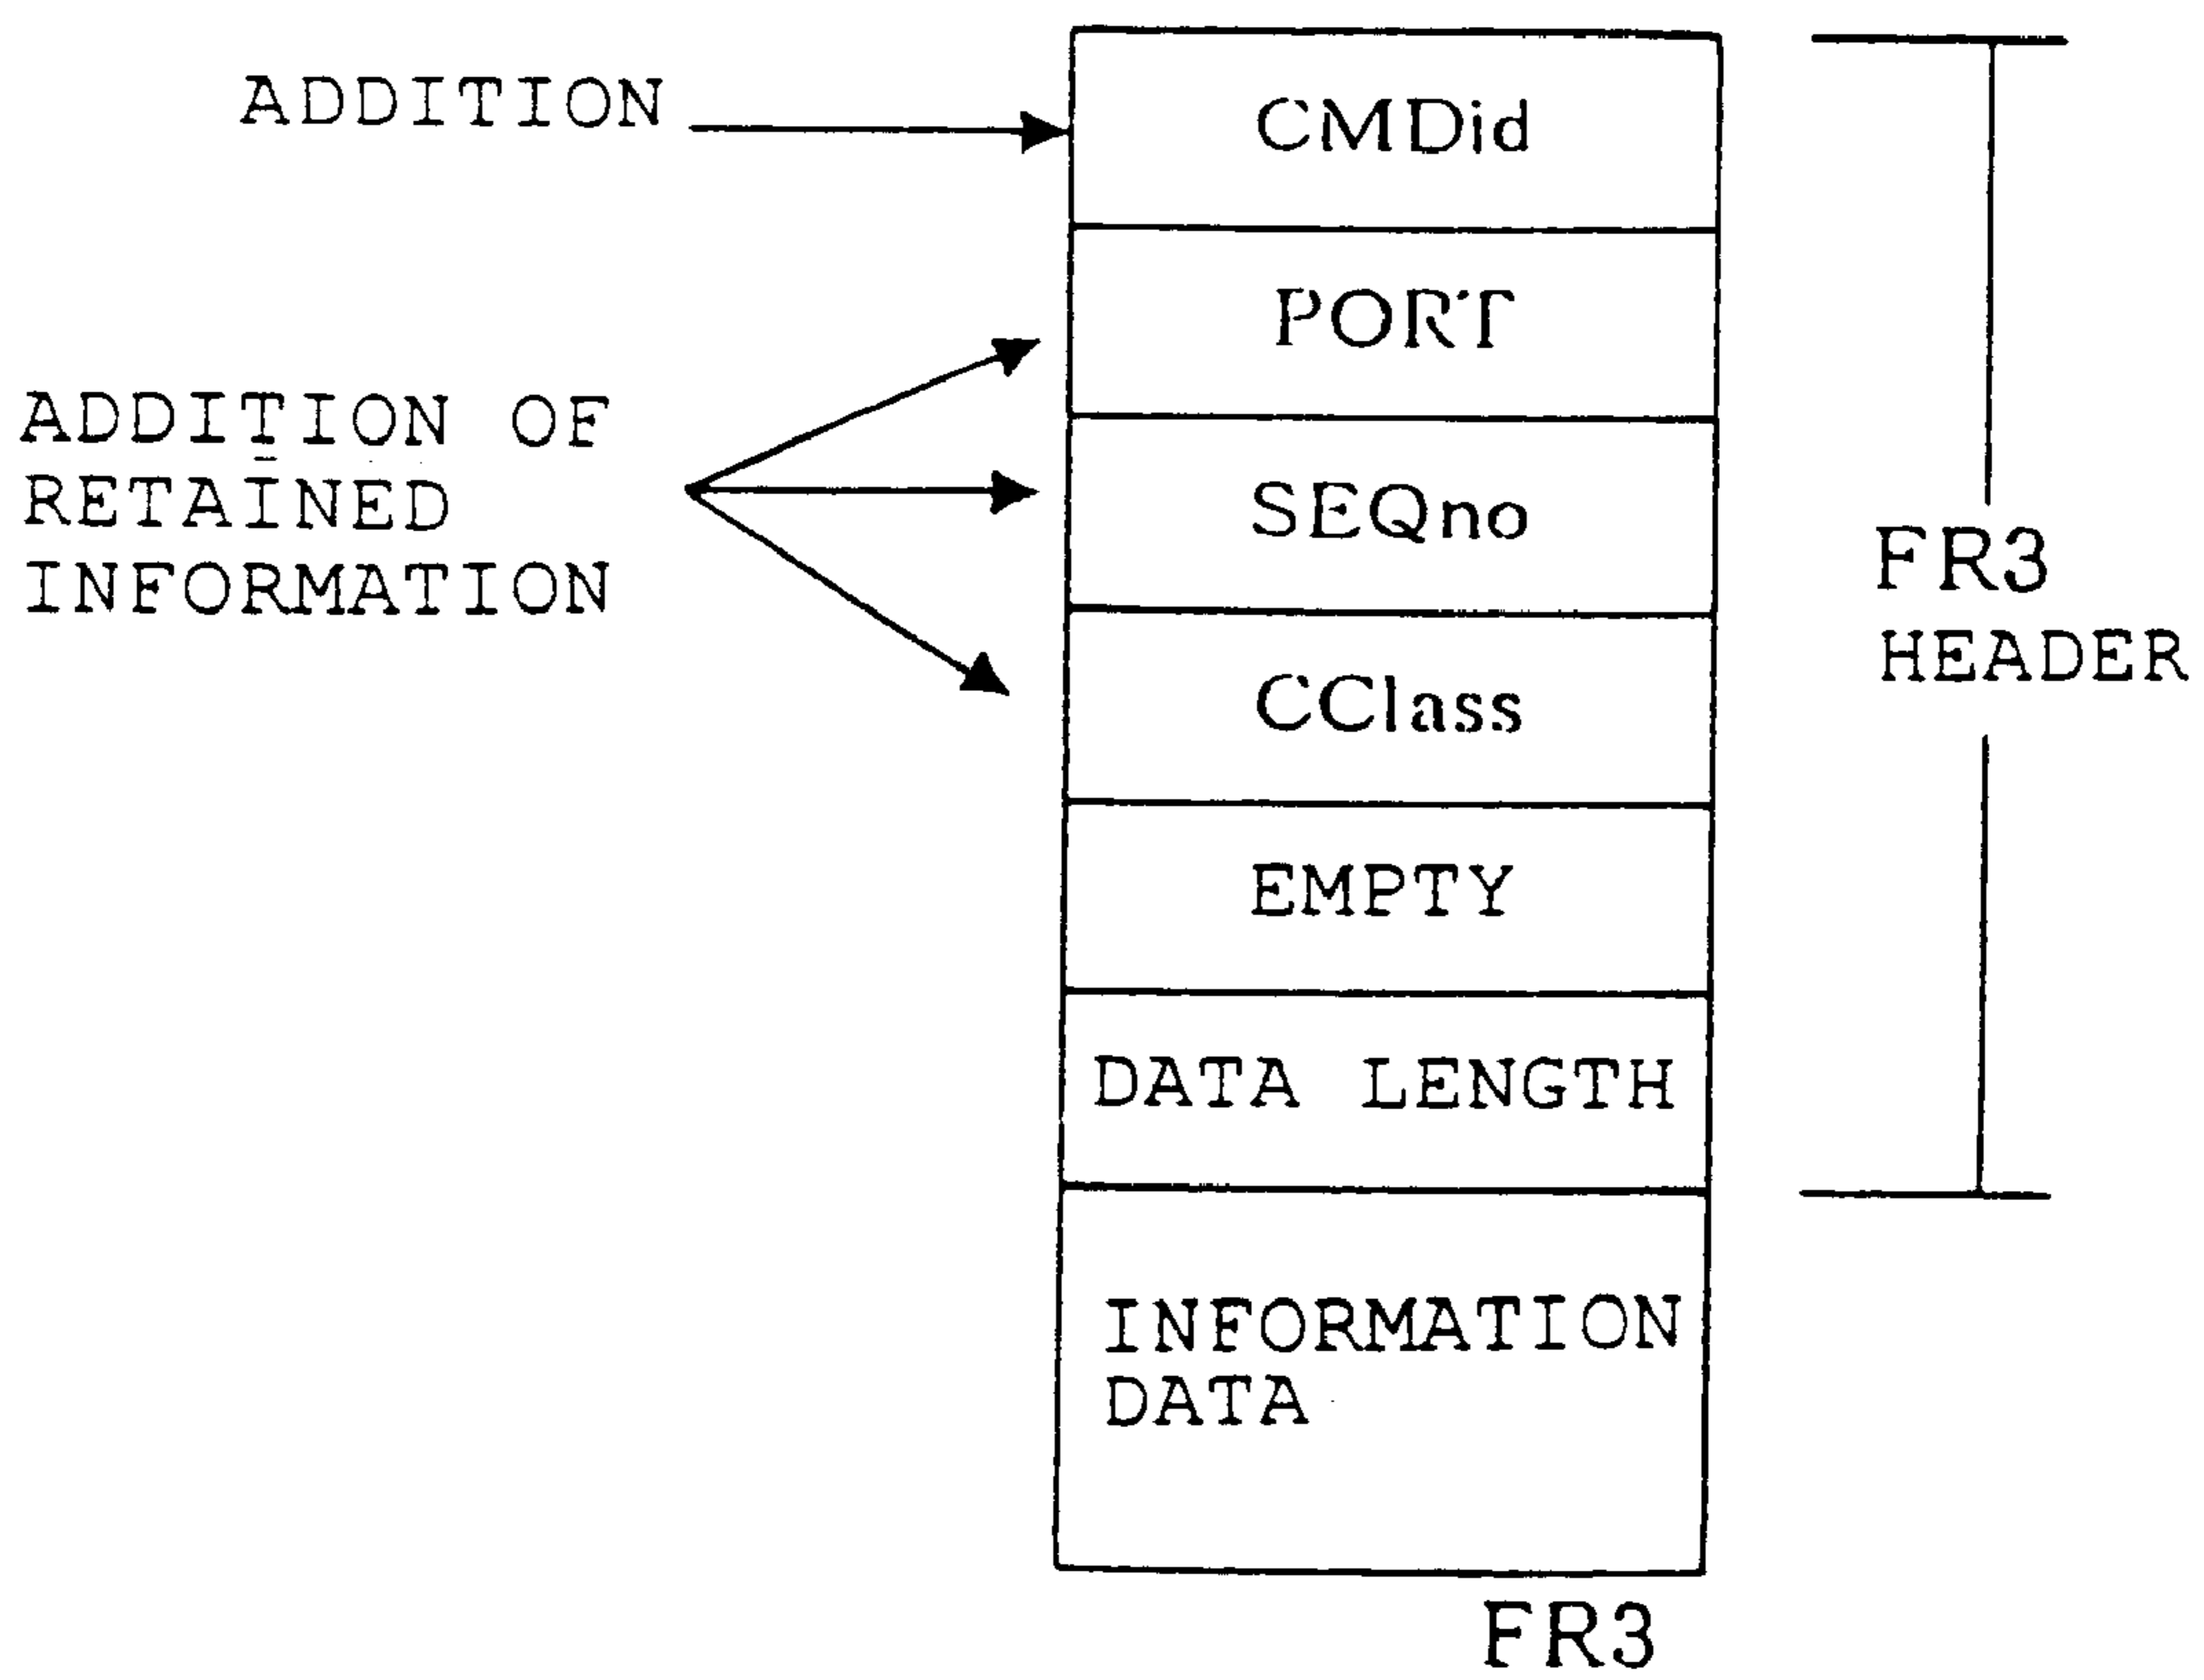 ADDITION
CMDid
PORT
ADDITION OF
RETAINED
INFORMATION
SEQno
CClass
FR3
HEADER
EMPTY
DATA LENGTH
INFORMATION
DATA
FR3